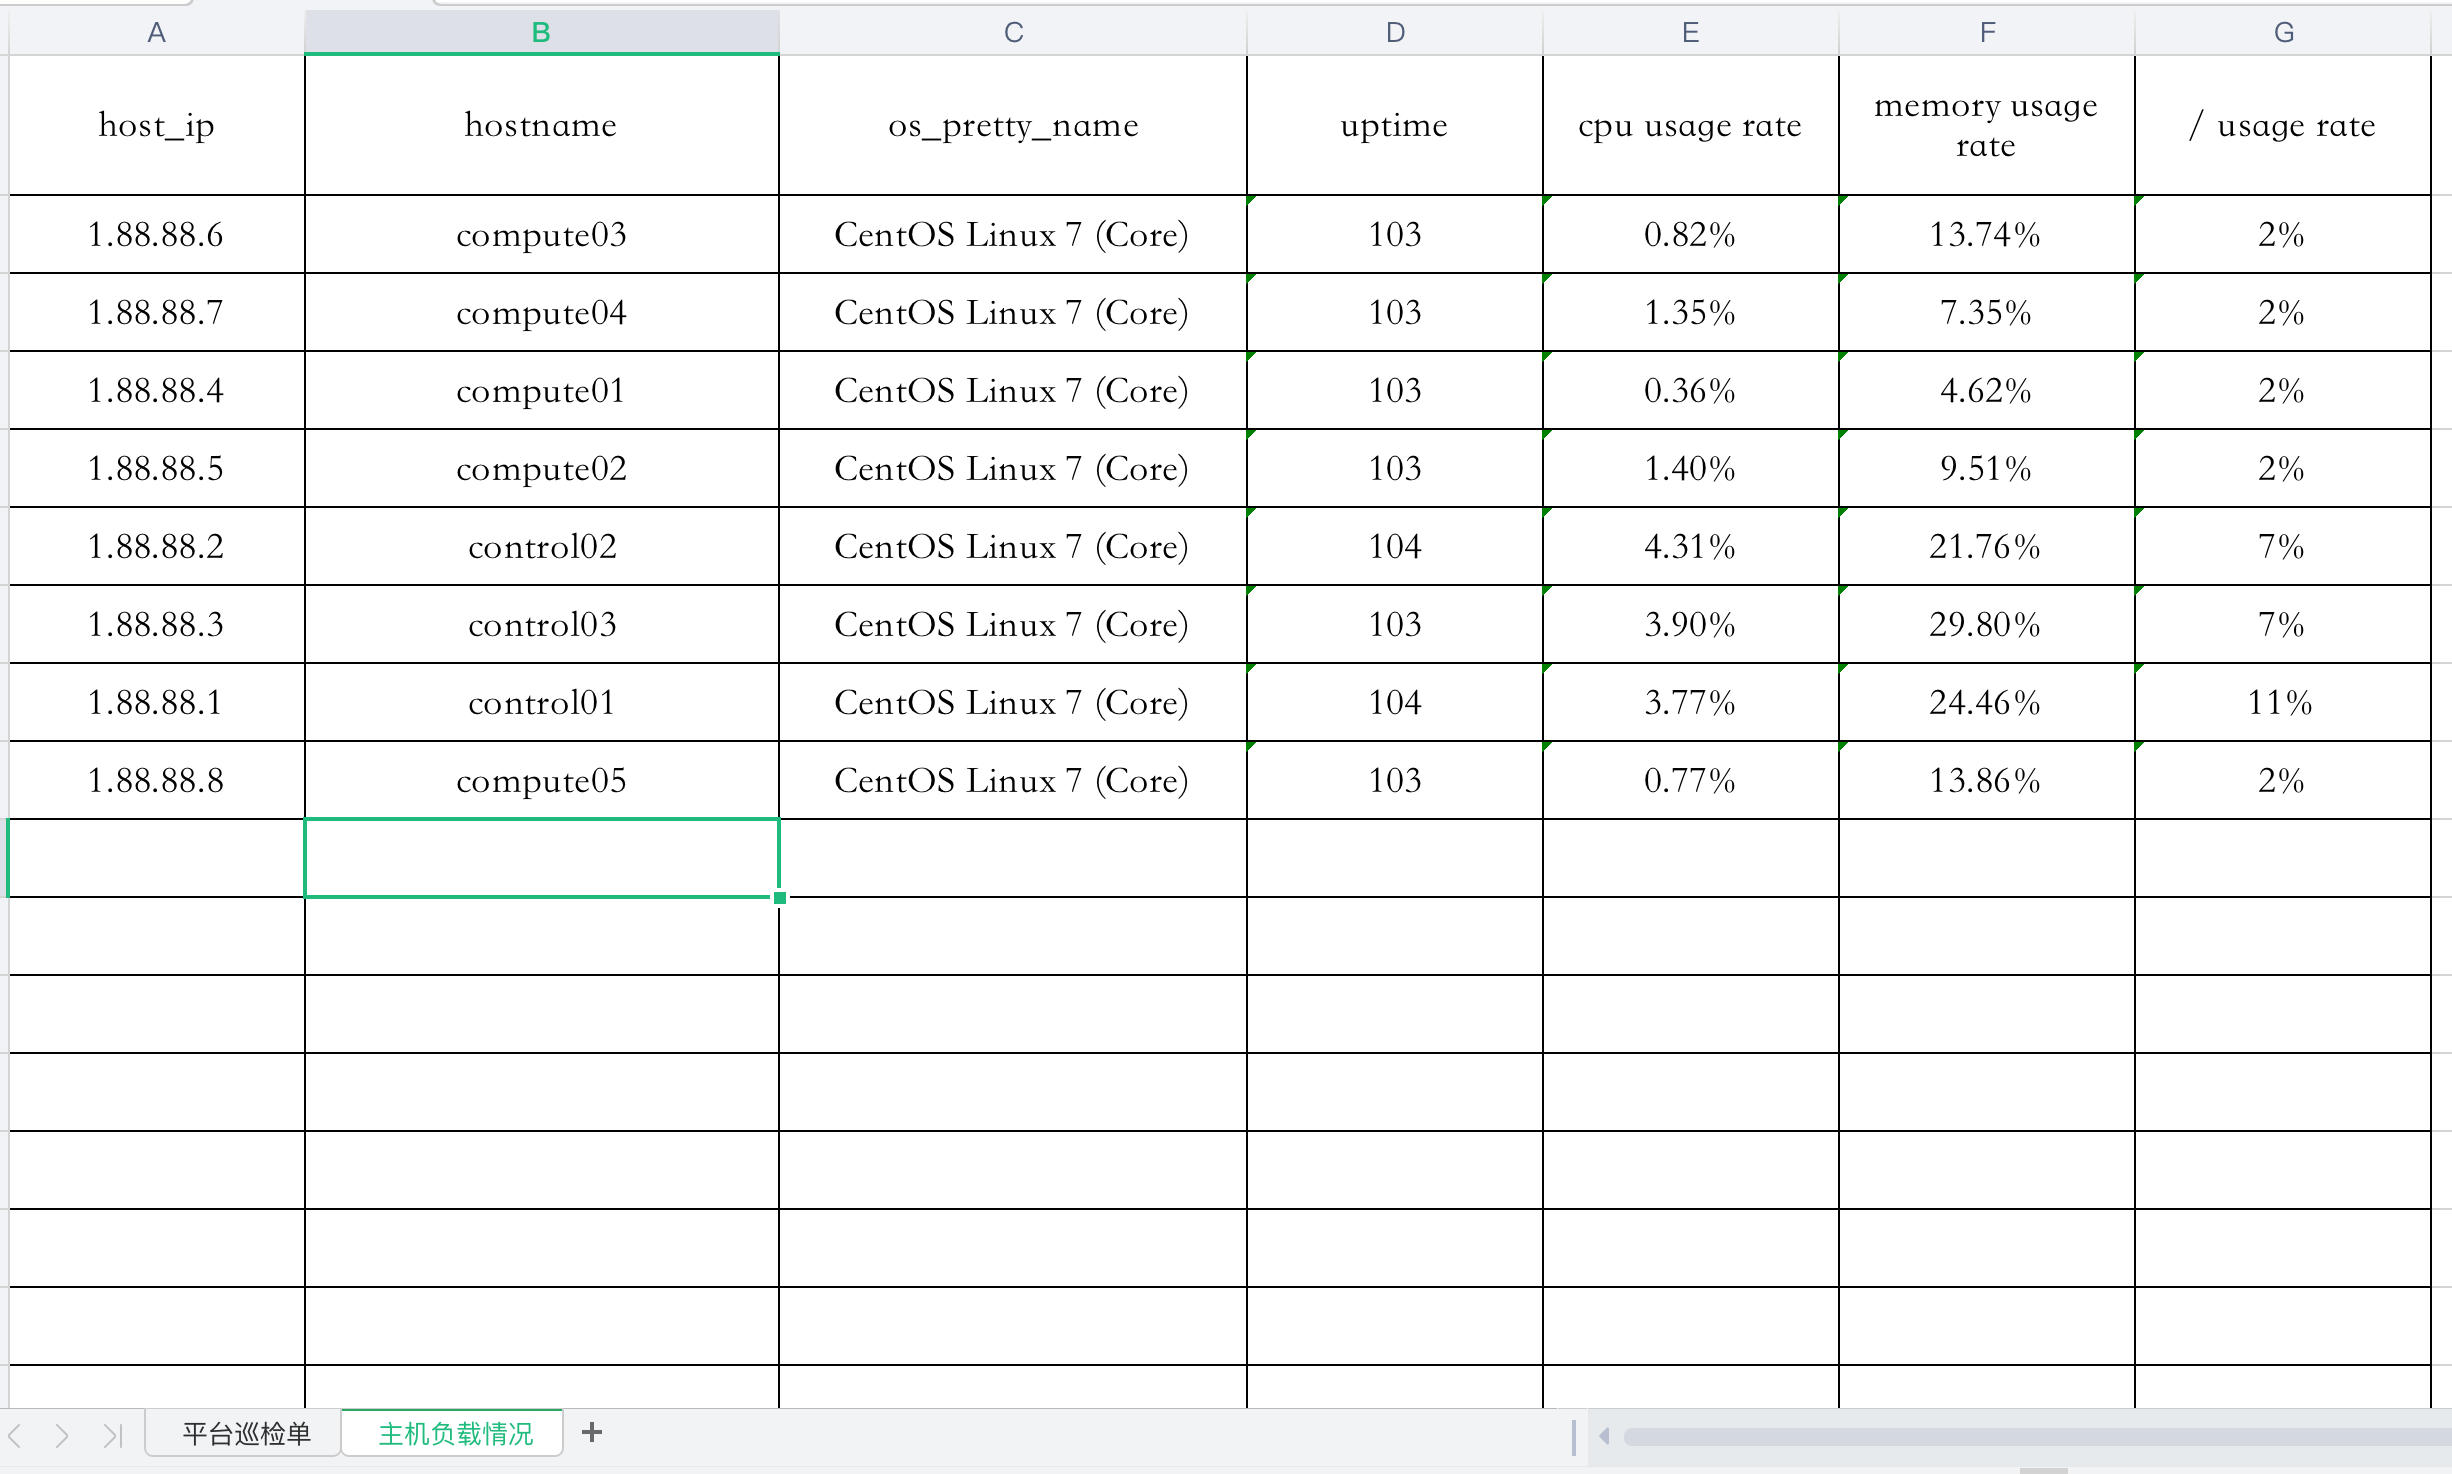 A B C D E F G
host_ip hostname os_pretty_name uptime cpu usage rate memory usage rate / usage rate
1.88.88.6 compute03 CentOS Linux 7 (Core) 103 0.82% 13.74% 2%
1.88.88.7 compute04 CentOS Linux 7 (Core) 103 1.35% 7.35% 2%
1.88.88.4 compute01 CentOS Linux 7 (Core) 103 0.36% 4.62% 2%
1.88.88.5 compute02 CentOS Linux 7 (Core) 103 1.40% 9.51% 2%
1.88.88.2 control02 CentOS Linux 7 (Core) 104 4.31% 21.76% 7%
1.88.88.3 control03 CentOS Linux 7 (Core) 103 3.90% 29.80% 7%
1.88.88.1 control01 CentOS Linux 7 (Core) 104 3.77% 24.46% 11%
1.88.88.8 compute05 CentOS Linux 7 (Core) 103 0.77% 13.86% 2%
平台巡检单 主机负载情况 +